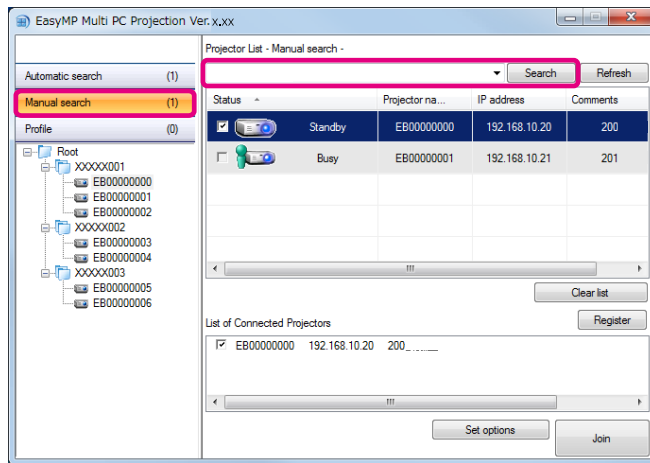 EasyMP Multi PC Projection Ver.x.xx
Projector List - Manual search -
Search Refresh
Automatic search (1)
Manual search (1)
Profile (0)
Root
XXXXX001
EB00000000
EB00000001
EB00000002
XXXXX002
EB00000003
EB00000004
XXXXX003
EB00000005
EB00000006
Status Projector na... IP address Comments
Standby EB00000000 192.168.10.20 200
Busy EB00000001 192.168.10.21 201
Clear list
List of Connected Projectors Register
EB00000000 192.168.10.20 200
Set options Join